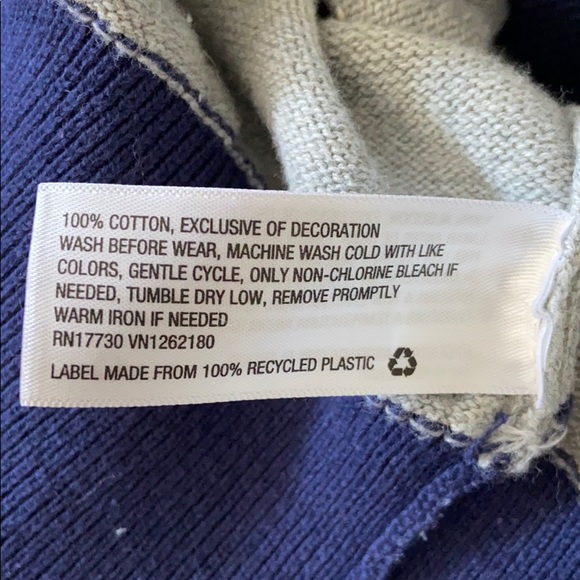 100% COTTON, EXCLUSIVE OF DECORATION
WASH BEFORE WEAR, MACHINE WASH COLD WITH LIKE
COLORS, GENTLE CYCLE, ONLY NON-CHLORINE BLEACH IF
NEEDED, TUMBLE DRY LOW, REMOVE PROMPTLY
WARM IRON IF NEEDED
RN17730 VN1262180
LABEL MADE FROM 100% RECYCLED PLASTIC